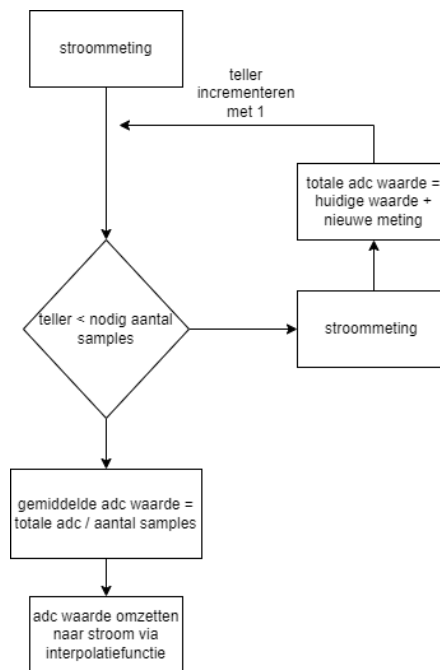 stroommeting
teller
incrementeren
met 1
totale adc waarde =
huidige waarde +
nieuwe meting
teller < nodig aantal
samples
stroommeting
gemiddelde adc waarde =
totale adc / aantal samples
adc waarde omzetten
naar stroom via
interpolatiefunctie